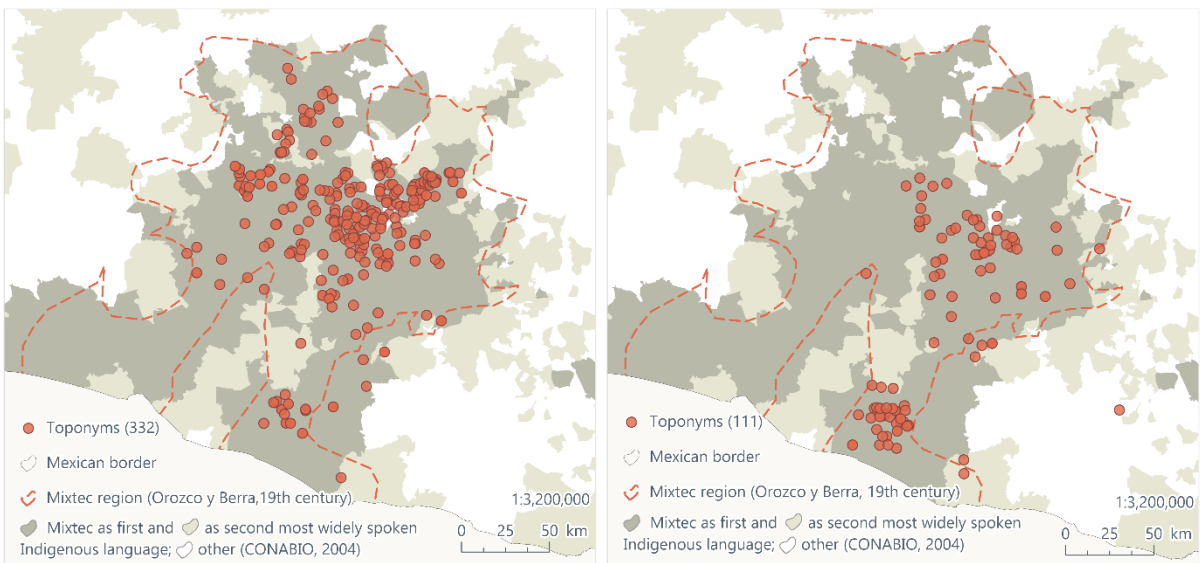 Toponyms (332)
Mexican border
Mixtec region (Orozco y Berra,19th century)
1:3,200,000
Mixtec as first and as second most widely spoken
Indigenous language; other (CONABIO, 2004)
0 25 50 km
Toponyms (111)
Mexican border
Mixtec region (Orozco y Berra, 19th century)
1:3,200,000
Mixtec as first and as second most widely spoken
Indigenous language; other (CONABIO, 2004)
0 25 50 km